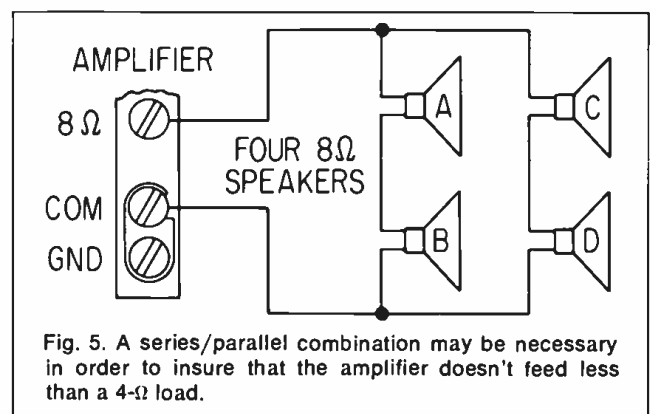 AMPLIFIER
8Ω
COM
GND
FOUR 8Ω
SPEAKERS
A
C
B
D
Fig. 5. A series/parallel combination may be necessary
in order to insure that the amplifier doesn't feed less
than a 4-Ω load.